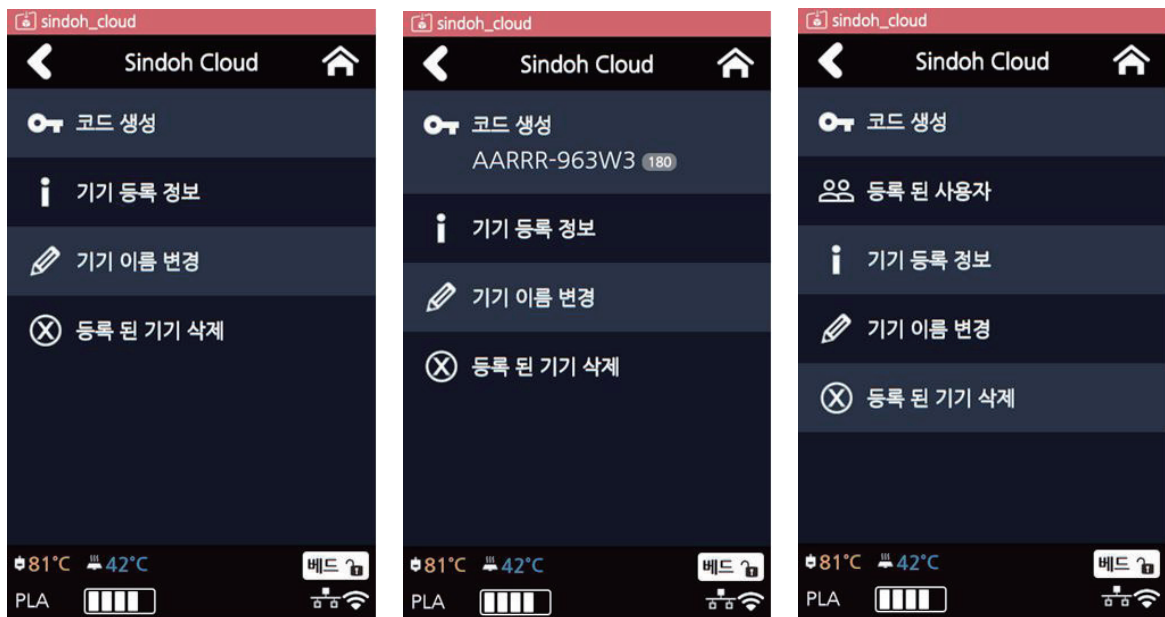 sindoh_cloud
Sindoh Cloud
코드 생성
기기 등록 정보
기기 이름 변경
등록 된 기기 삭제
81°C 42°C
베드
PLA
sindoh_cloud
Sindoh Cloud
코드 생성
AARRR-963W3 180
기기 등록 정보
기기 이름 변경
등록 된 기기 삭제
81°C 42°C
베드
PLA
sindoh_cloud
Sindoh Cloud
코드 생성
등록 된 사용자
기기 등록 정보
기기 이름 변경
등록 된 기기 삭제
81°C 42°C
베드
PLA